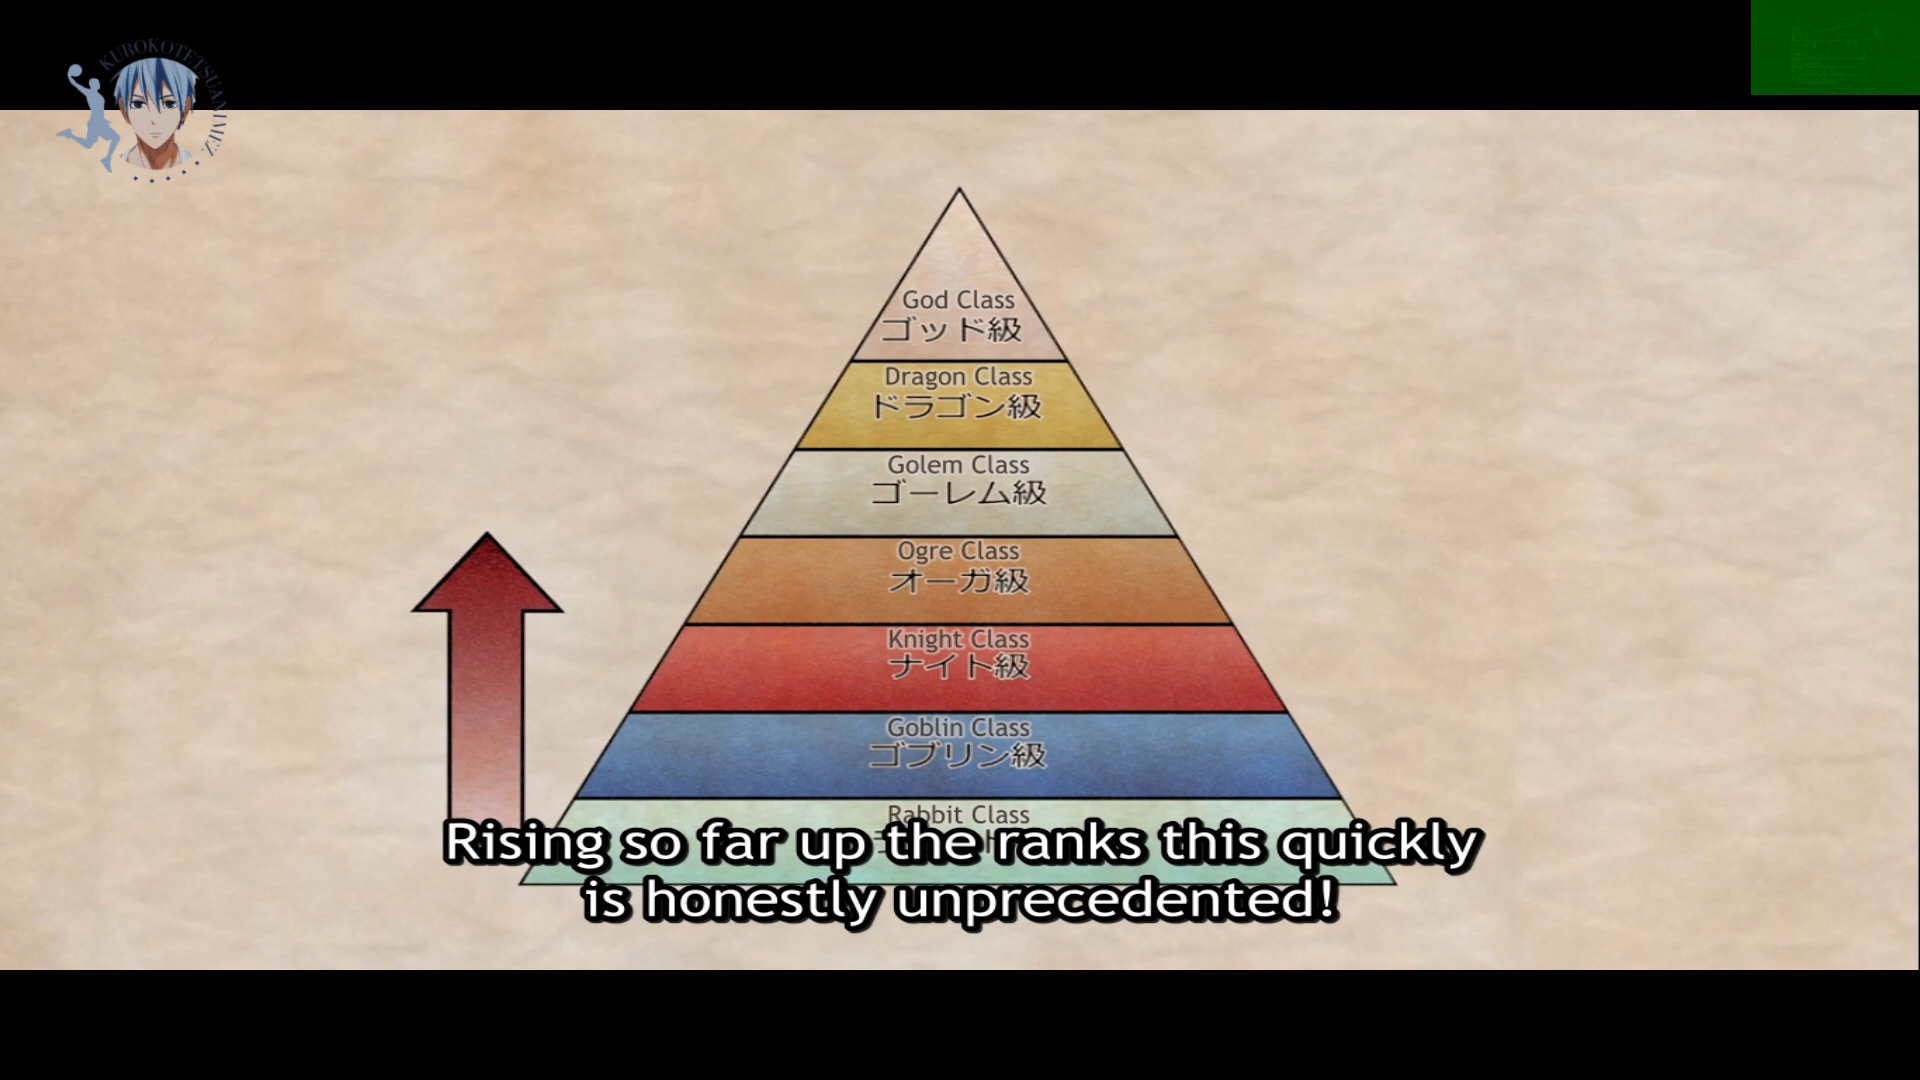 KUROKOTETSUANIMEZ
God Class
ゴッド級
Dragon Class
ドラゴン級
Golem Class
ゴーレム級
Ogre Class
オーガ級
Knight Class
ナイト級
Goblin Class
ゴブリン級
Rabbit Class
Rising so far up the ranks this quickly
is honestly unprecedented!